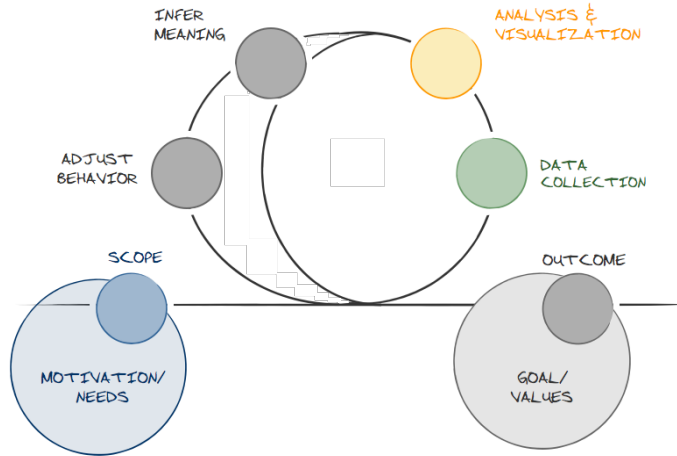 INFER
MEANING
ANALYSIS &
VISUALIZATION
ADJUST
BEHAVIOR
DATA
COLLECTION
SCOPE
OUTCOME
MOTIVATION/
NEEDS
GOAL/
VALUES